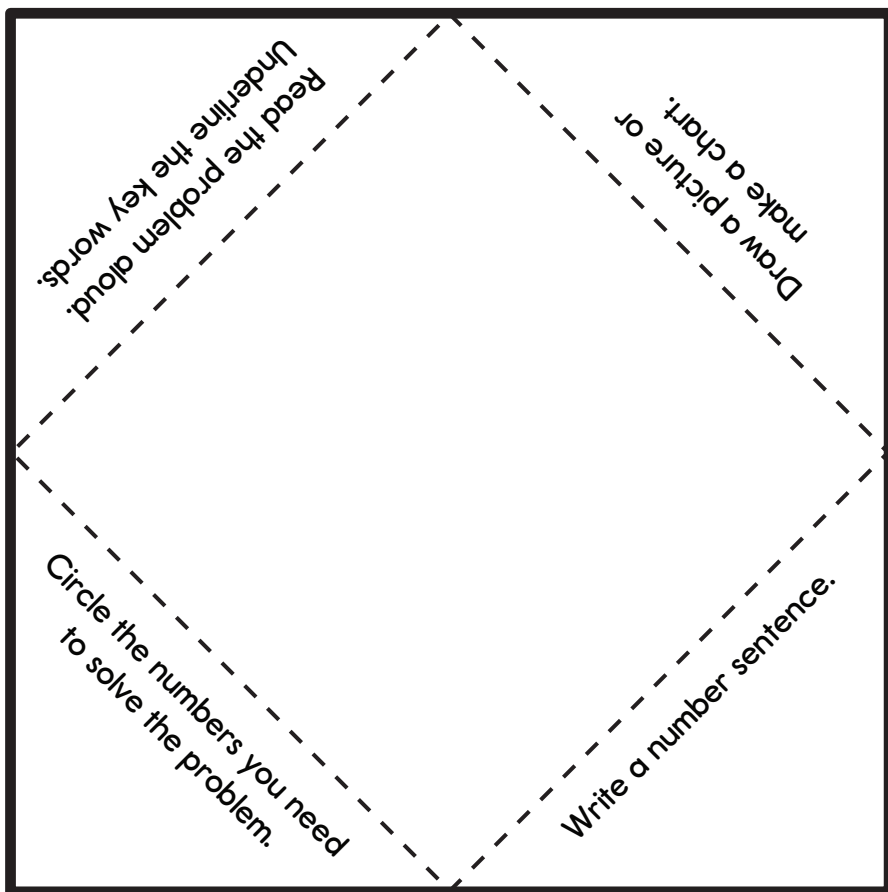 Read the problem aloud.
Underline the key words.
Draw a picture or
make a chart.
Circle the numbers you need
to solve the problem.
Write a number sentence.